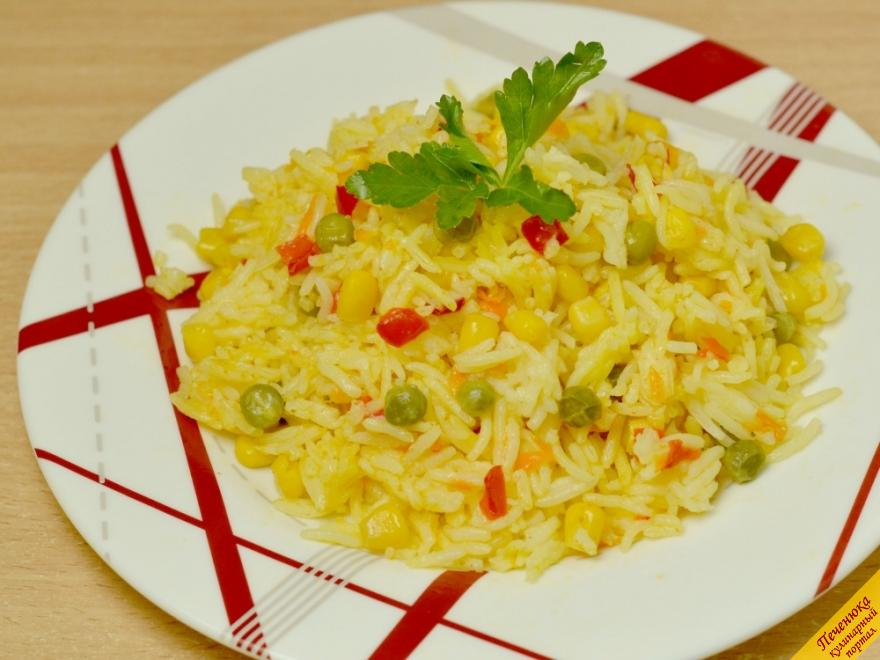 Печенюка
кулинарный
портал